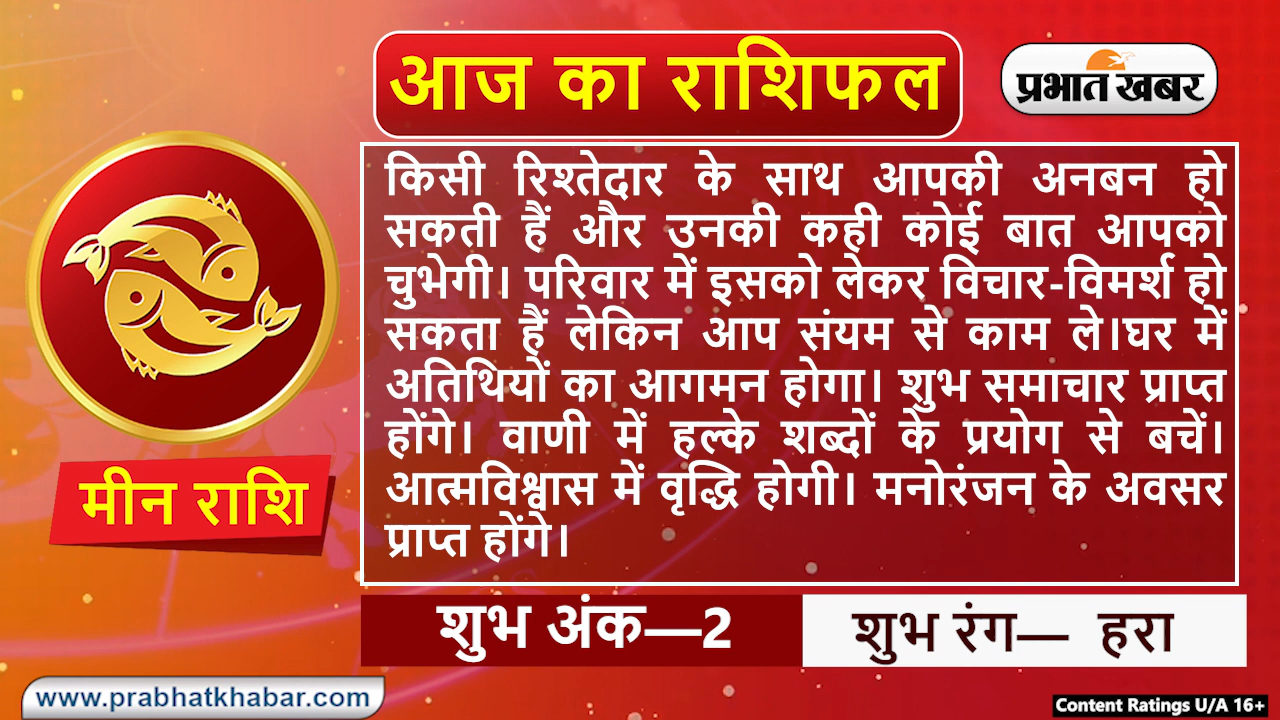 आज का राशिफल
प्रभात खबर
किसी रिश्तेदार के साथ आपकी अनबन हो
सकती हैं और उनकी कही कोई बात आपको
चुभेगी। परिवार में इसको लेकर विचार-विमर्श हो
सकता हैं लेकिन आप संयम से काम ले।घर में
अतिथियों का आगमन होगा। शुभ समाचार प्राप्त
होंगे। वाणी में हल्के शब्दों के प्रयोग से बचें।
आत्मविश्वास में वृद्धि होगी। मनोरंजन के अवसर
प्राप्त होंगे।
मीन राशि
शुभ अंक—2
शुभ रंग— हरा
www.prabhatkhabar.com
Content Ratings U/A 16+